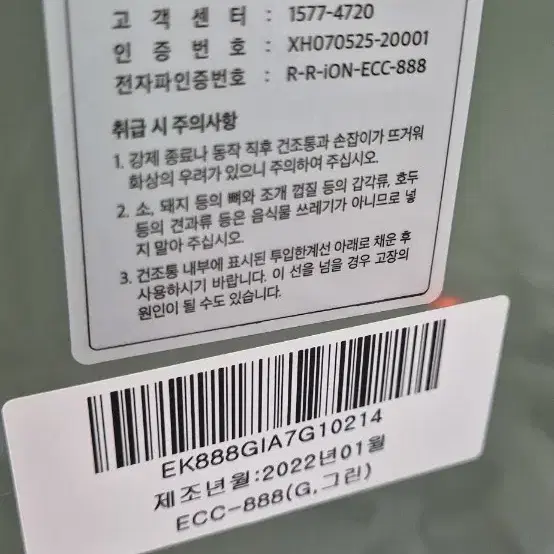 고 객 센 터 : 1577-4720
인 증 번 호 : XH070525-20001
전자파인증번호 : R-R-iON-ECC-888
취급 시 주의사항
1. 강제 종료나 동작 직후 건조통과 손잡이가 뜨거워
화상의 우려가 있으니 주의하여 주십시오.
2. 소, 돼지 등의 뼈와 조개 껍질 등의 갑각류, 호두
등의 견과류 등은 음식물 쓰레기가 아니므로 넣
지 말아 주십시오.
3. 건조통 내부에 표시된 투입한계선 아래로 채운 후
사용하시기 바랍니다. 이 선을 넘을 경우 고장의
원인이 될 수도 있습니다.
EK888GIA7G10214
제조년월:2022년01월
ECC-888(G,그린)